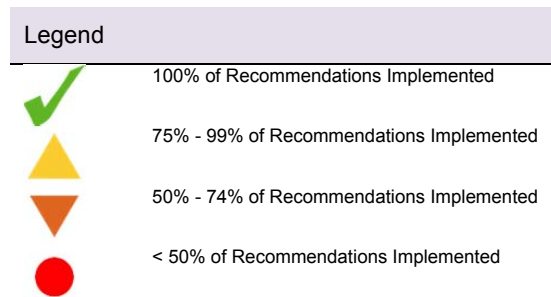 Legend
100% of Recommendations Implemented
75% - 99% of Recommendations Implemented
50% - 74% of Recommendations Implemented
< 50% of Recommendations Implemented